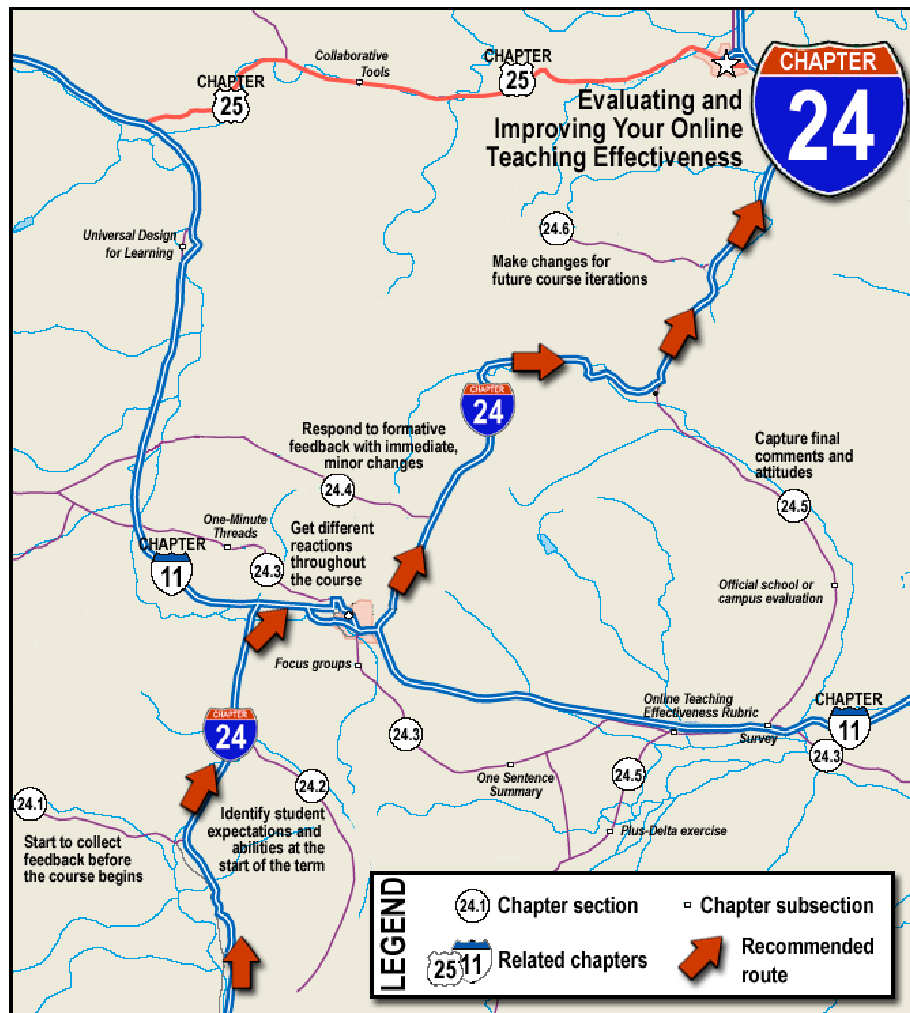 CHAPTER
24
Evaluating and
Improving Your Online
Teaching Effectiveness
Collaborative
Tools
CHAPTER
25
CHAPTER
25
Universal Design
for Learning
24.6
Make changes for
future course iterations
CHAPTER
24
Respond to formative
feedback with immediate,
minor changes
24.4
Capture final
comments and
attitudes
24.5
One-Minute
Threads
Get different
reactions
throughout
the course
24.3
CHAPTER
11
Official school or
campus evaluation
Focus groups
Online Teaching
Effectiveness Rubric
CHAPTER
11
Survey
24.3
CHAPTER
24
24.3
24.5
One Sentence
Summary
24.2
Identify student
expectations and
abilities at the
start of the term
24.1
Start to collect
feedback before
the course begins
Plus-Delta exercise
LEGEND
24.1 Chapter section
Chapter subsection
25 11 Related chapters
Recommended
route